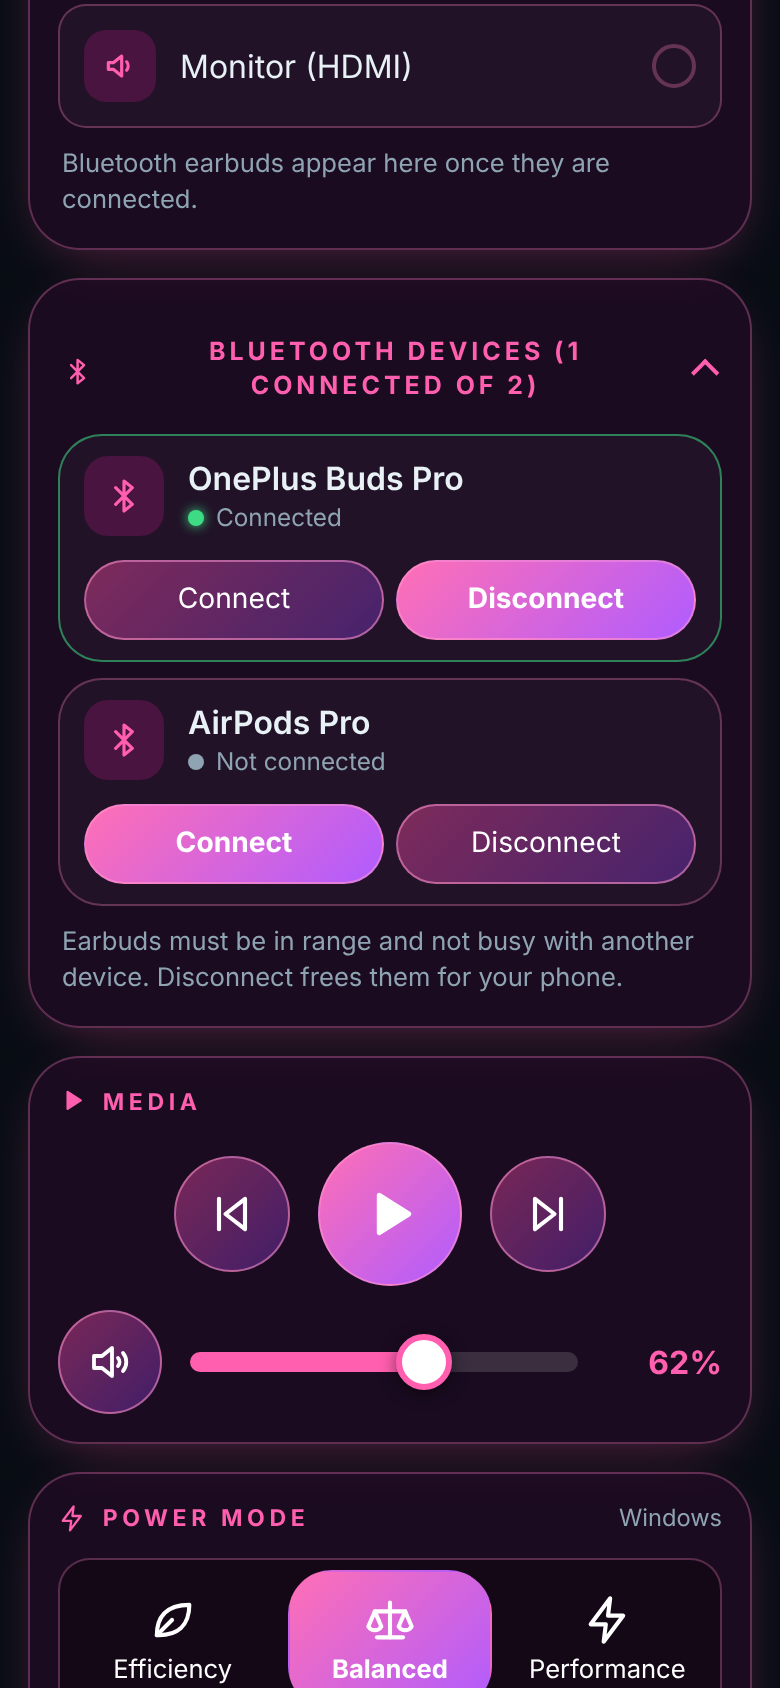 Monitor (HDMI)
Bluetooth earbuds appear here once they are
connected.
BLUETOOTH DEVICES (1
CONNECTED OF 2)
OnePlus Buds Pro
Connected
Connect
Disconnect
AirPods Pro
Not connected
Connect
Disconnect
Earbuds must be in range and not busy with another
device. Disconnect frees them for your phone.
MEDIA
62%
POWER MODE
Windows
Efficiency
Balanced
Performance